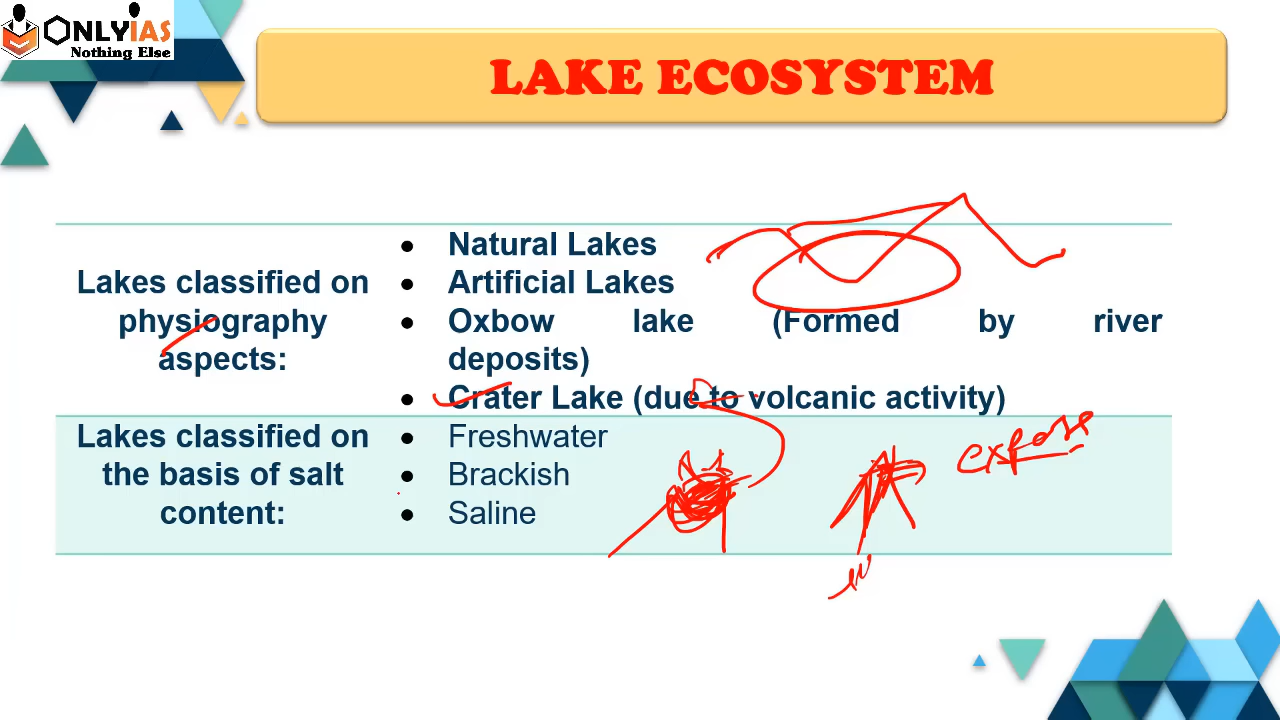 ONLYIAS
Nothing Else
LAKE ECOSYSTEM
Lakes classified on
physiography
aspects:
• Natural Lakes
• Artificial Lakes
• Oxbow lake (Formed by river
deposits)
• Crater Lake (due to volcanic activity)
Lakes classified on
the basis of salt
content:
• Freshwater
• Brackish
• Saline